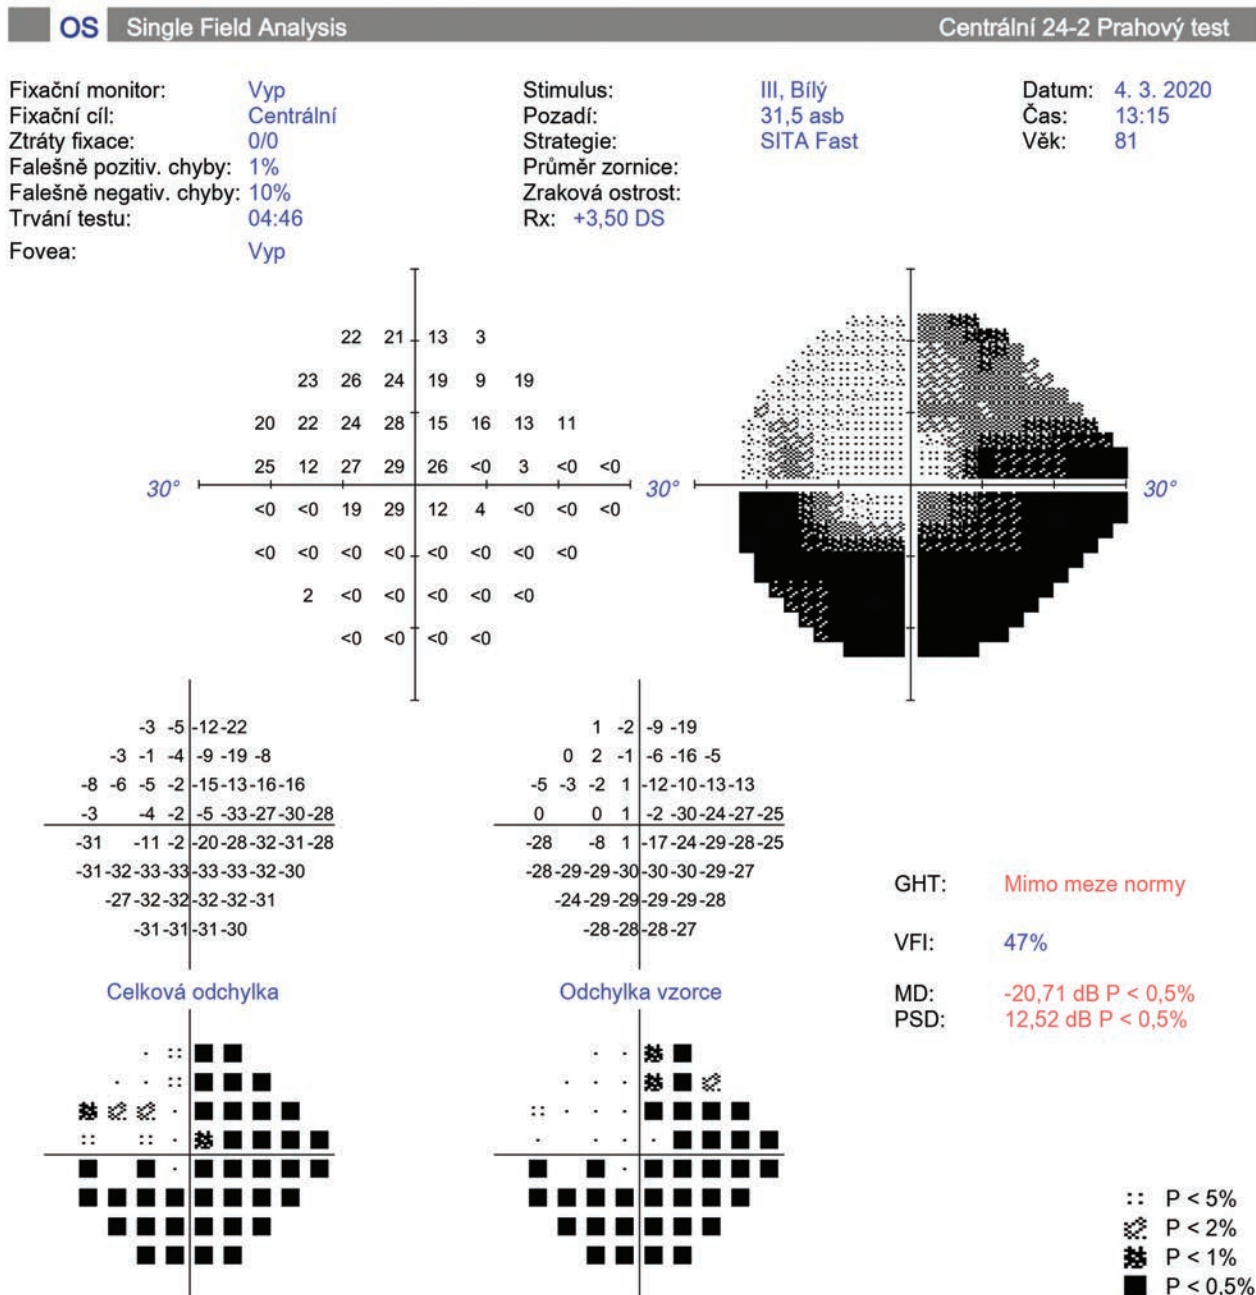 OS Single Field Analysis Centrální 24-2 Prahový test
Fixační monitor: Vyp Stimulus: III, Bílý Datum: 4. 3. 2020
Fixační cíl: Centrální Pozadí: 31,5 asb Čas: 13:15
Ztráty fixace: 0/0 Strategie: SITA Fast Věk: 81
Falešně pozitiv. chyby: 1% Průměr zornice:
Falešně negativ. chyby: 10% Zraková ostrost:
Trvání testu: 04:46 Rx: +3,50 DS
Fovea: Vyp
22 21 13 3
23 26 24 19 9 19
20 22 24 28 15 16 13 11
25 12 27 29 26 <0 3 <0 <0
30° 30° 30°
<0 <0 19 29 12 4 <0 <0 <0
<0 <0 <0 <0 <0 <0 <0 <0
2 <0 <0 <0 <0 <0
<0 <0 <0 <0
-3 -5 -12 -22 1 -2 -9 -19
-3 -1 -4 -9 -19 -8 0 2 -1 -6 -16 -5
-8 -6 -5 -2 -15 -13 -16 -16 -5 -3 -2 1 -12 -10 -13 -13
-3 -4 -2 -5 -33 -27 -30 -28 0 0 1 -2 -30 -24 -27 -25
-31 -11 -2 -20 -28 -32 -31 -28 -28 -8 1 -17 -24 -29 -28 -25
-31 -32 -33 -33 -33 -33 -32 -30 -28 -29 -29 -30 -30 -30 -29 -27
-27 -32 -32 -32 -32 -31 -24 -29 -29 -29 -29 -28
-31 -31 -31 -30 -28 -28 -28 -27
GHT: Mimo meze normy
VFI: 47%
Celková odchylka Odchylka vzorce
MD: -20,71 dB P < 0,5%
PSD: 12,52 dB P < 0,5%
P < 5%
P < 2%
P < 1%
P < 0,5%